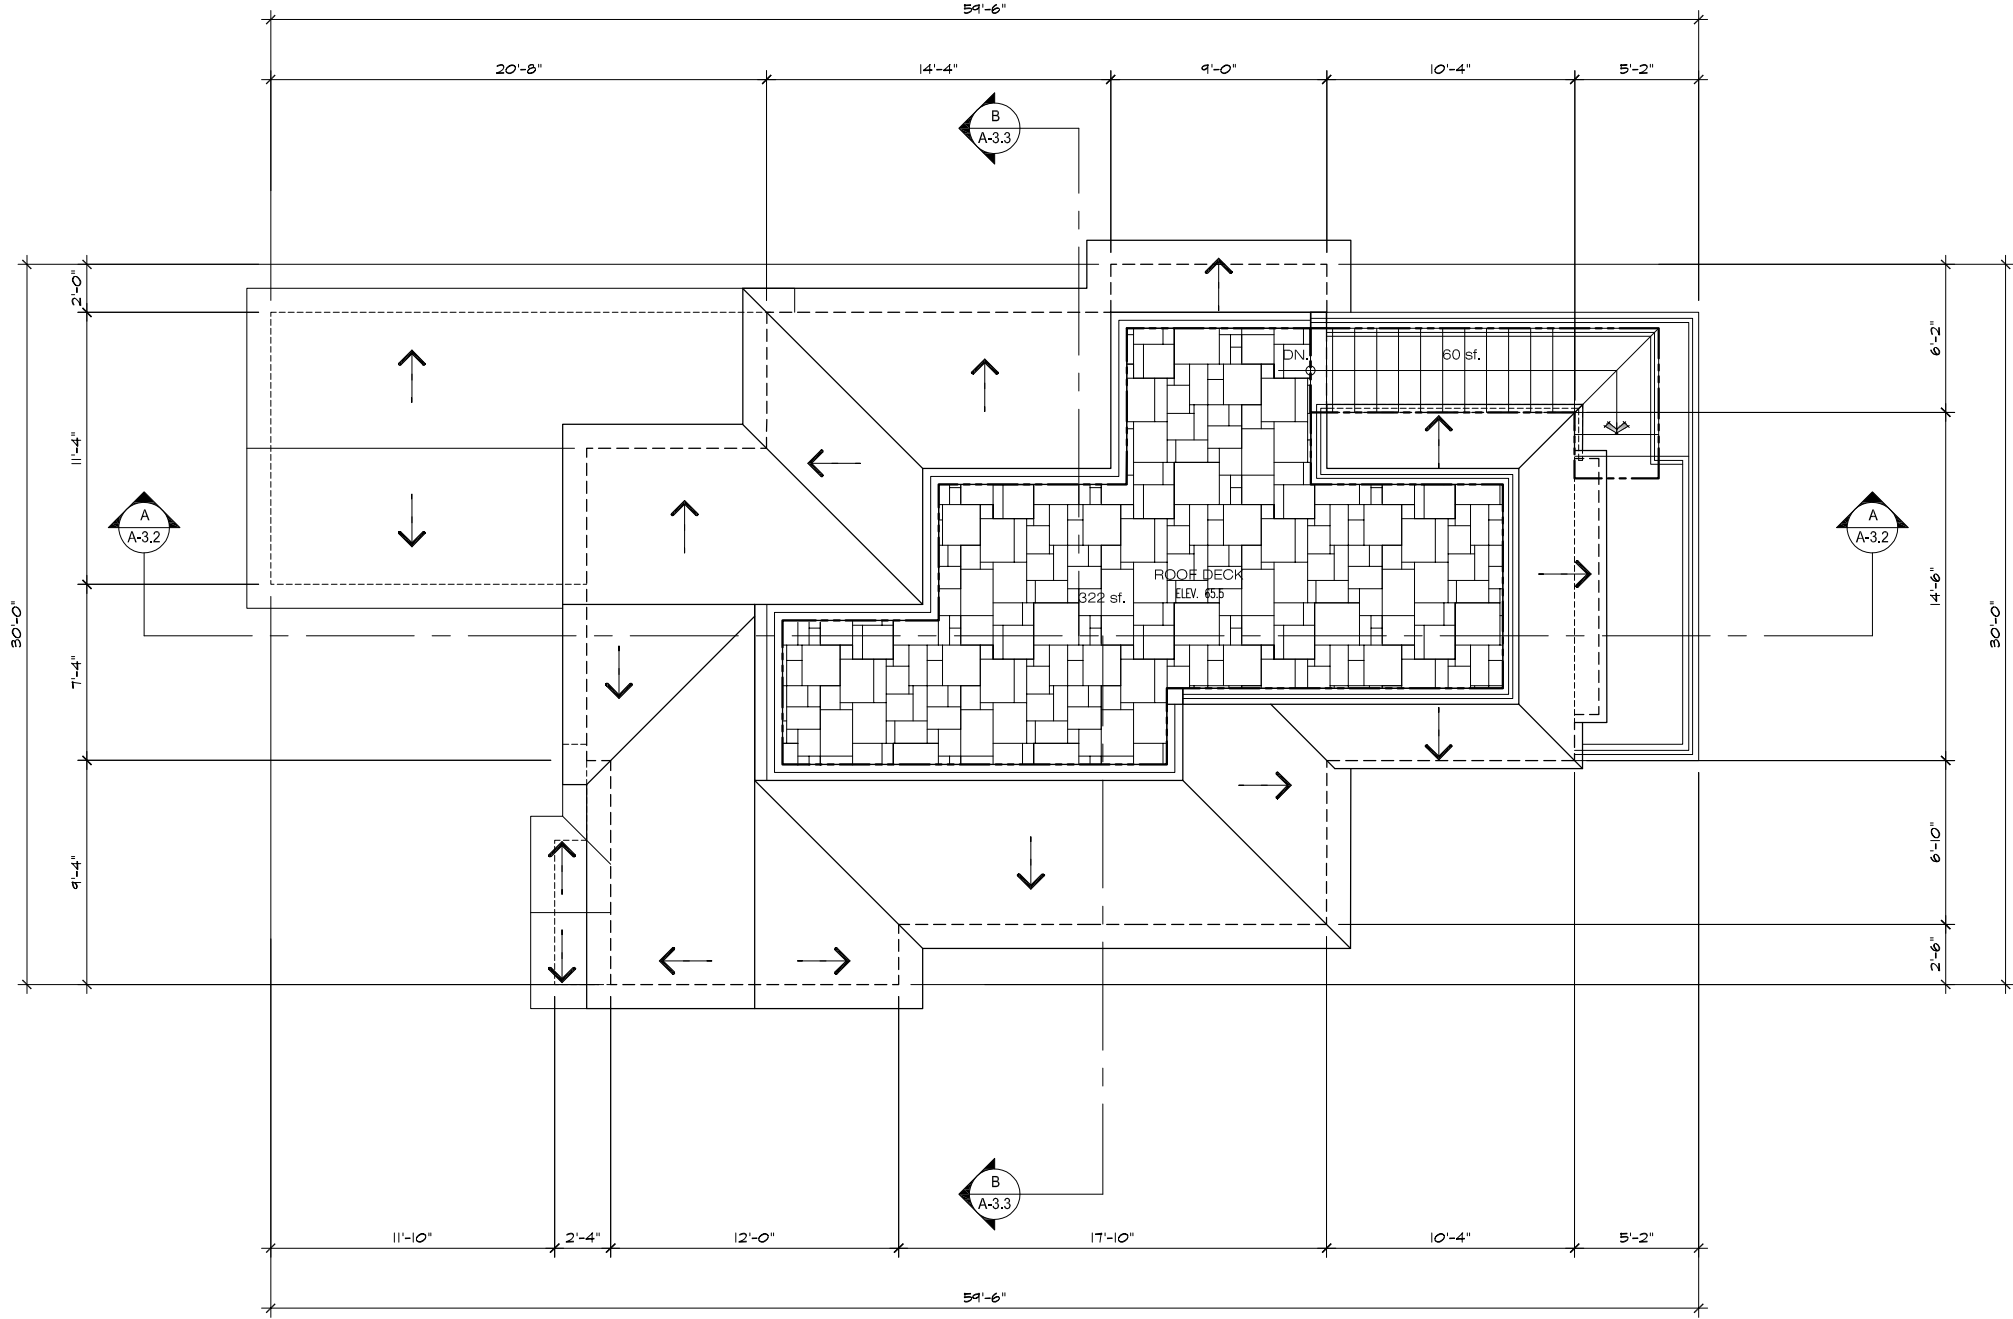 59'-6"
20'-8"
14'-4"
9'-0"
10'-4"
5'-2"
B
A-3.3
2'-0"
11'-4"
7'-4"
9'-4"
30'-0"
A
A-3.2
DN.
60 sf.
ROOF DECK
ELEV. 65.5
322 sf.
A
A-3.2
6'-2"
14'-6"
6'-10"
2'-6"
30'-0"
B
A-3.3
11'-10"
2'-4"
12'-0"
17'-10"
10'-4"
5'-2"
59'-6"